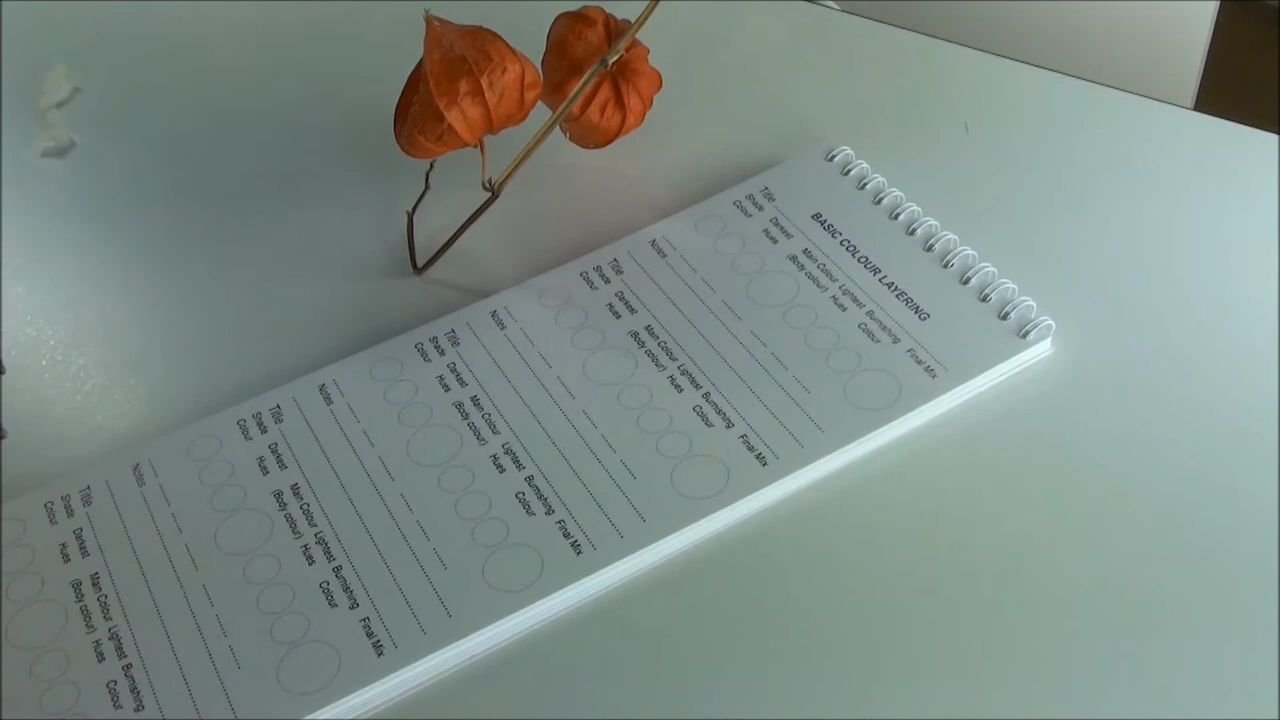 BASIC COLOUR LAYERING
Title
Shade Darkest Main Colour Lightest Burnishing Final Mix
Colour Hues (Body colour) Hues Colour
Notes
Title
Shade Darkest Main Colour Lightest Burnishing Final Mix
Colour Hues (Body colour) Hues Colour
Notes
Title
Shade Darkest Main Colour Lightest Burnishing Final Mix
Colour Hues (Body colour) Hues Colour
Notes
Title
Shade Darkest Main Colour Lightest Burnishing Final Mix
Colour Hues (Body colour) Hues Colour
Notes
Title
Shade Darkest Main Colour Lightest Burnishing
Colour Hues (Body colour) Hues Colour